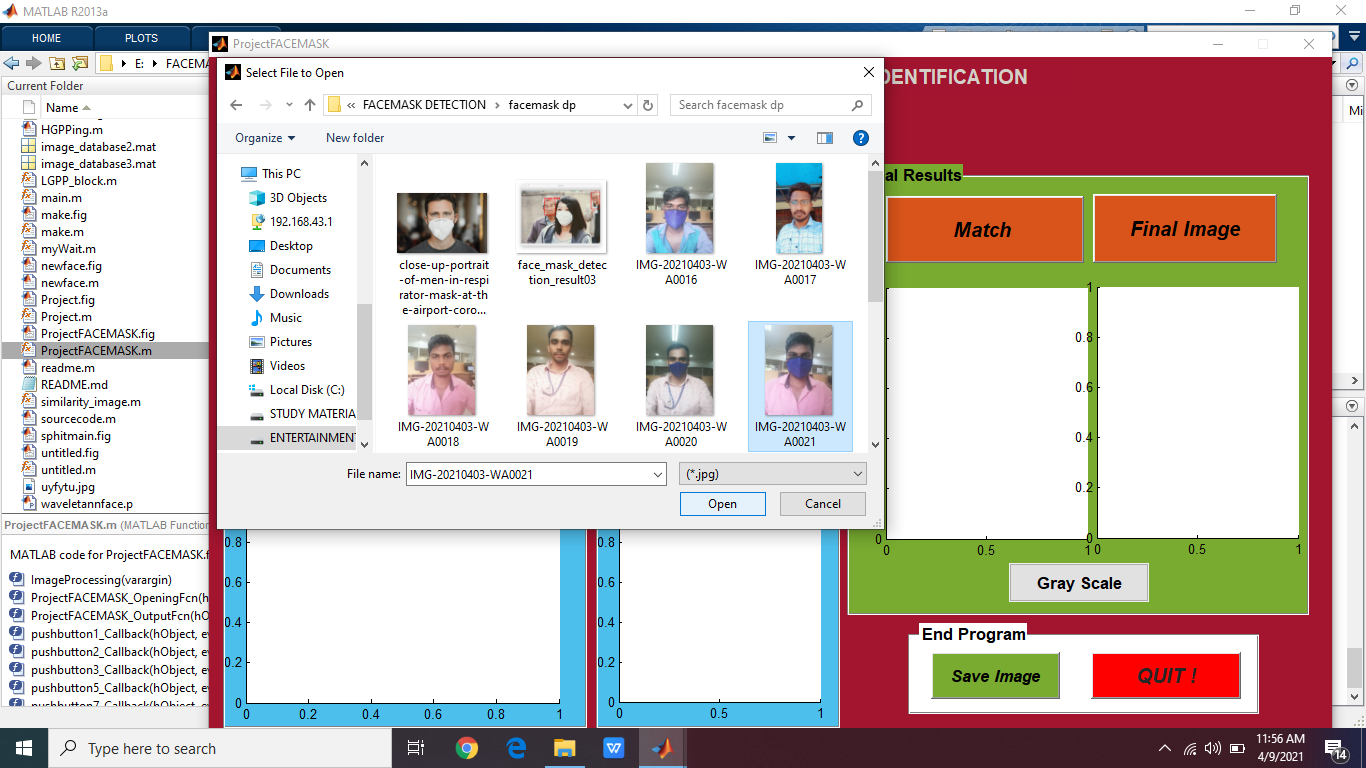 MATLAB R2013a
HOME
PLOTS
ProjectFACEMASK
E:
FACEMA
Current Folder
Name
HGPPing.m
image_database2.mat
image_database3.mat
LGPP_block.m
main.m
make.fig
make.m
myWait.m
newface.fig
newface.m
Project.fig
Project.m
ProjectFACEMASK.fig
ProjectFACEMASK.m
readme.m
README.md
similarity_image.m
sourcecode.m
sphitmain.fig
untitled.fig
untitled.m
uyfytu.jpg
waveletannface.p
ProjectFACEMASK.m (MATLAB Function
MATLAB code for ProjectFACEMASK.f
ImageProcessing(varargin)
ProjectFACEMASK_OpeningFcn(h
ProjectFACEMASK_OutputFcn(hO
pushbutton1_Callback(hObject, ev
pushbutton2_Callback(hObject, ev
pushbutton3_Callback(hObject, ev
pushbutton5_Callback(hObject, ev
pushbutton7_Callback(hObject, ev
Select File to Open
« FACEMASK DETECTION > facemask dp
Search facemask dp
Organize
New folder
This PC
3D Objects
192.168.43.1
Desktop
Documents
Downloads
Music
Pictures
Videos
Local Disk (C:)
STUDY MATERIA
ENTERTAINMENT
close-up-portrait
-of-men-in-respi
rator-mask-at-th
e-airport-coro...
face_mask_detec
ction_result03
IMG-20210403-W
A0016
IMG-20210403-W
A0017
IMG-20210403-W
A0018
IMG-20210403-W
A0019
IMG-20210403-W
A0020
IMG-20210403-W
A0021
File name:
IMG-20210403-WA0021
(*.jpg)
Open
Cancel
DENTIFICATION
Mi
al Results
Match
Final Image
1
0.8
0.6
0.4
0.2
0
0 0.5 1
0 0.5 1
Gray Scale
0.8
0.6
0.4
0.2
0
0 0.2 0.4 0.6 0.8 1
0.8
0.6
0.4
0.2
0
0 0.5 1
End Program
Save Image
QUIT !
Type here to search
11:56 AM
4/9/2021
14